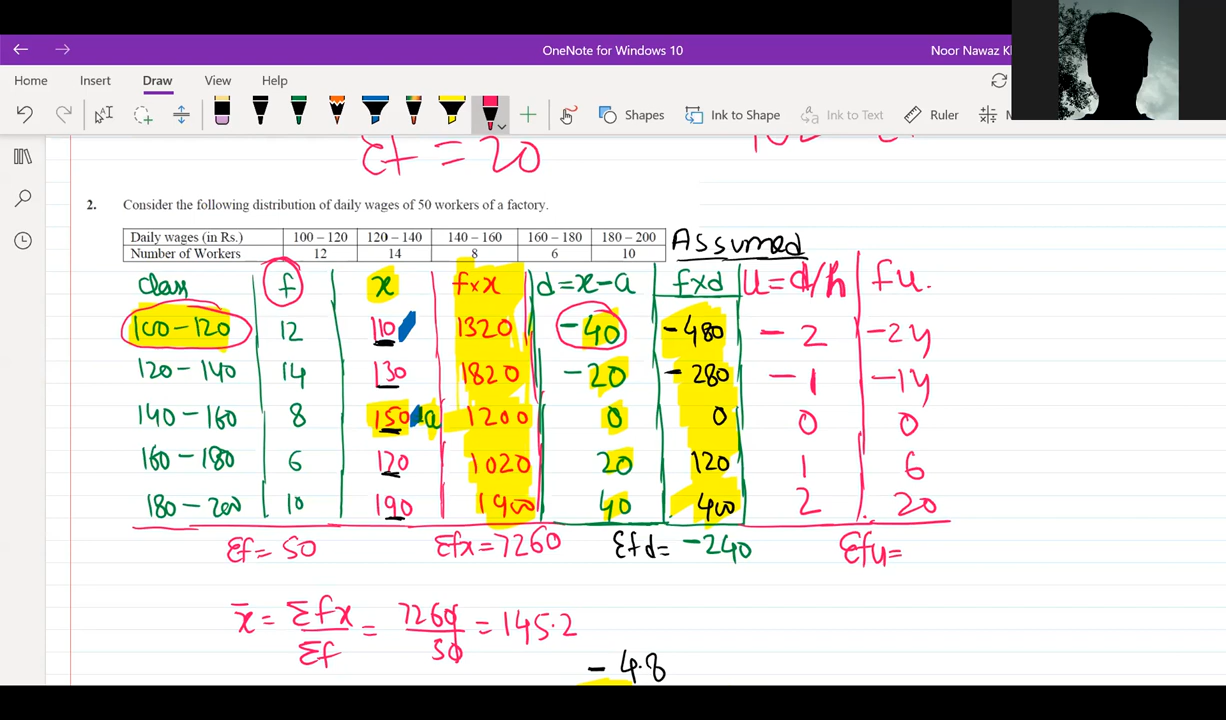 OneNote for Windows 10
Noor Nawaz K
Home Insert Draw View Help
Shapes Ink to Shape Ink to Text Ruler
Σf = 20
2. Consider the following distribution of daily wages of 50 workers of a factory.
Daily wages (in Rs.) 100 – 120 120 – 140 140 – 160 160 – 180 180 – 200
Number of Workers 12 14 8 6 10
Assumed
class f x f×x d=x-a f×d u=d/h fu.
100-120 12 110 1320 -40 -480 -2 -24
120-140 14 130 1820 -20 -280 -1 -14
140-160 8 150 a 1200 0 0 0 0
160-180 6 170 1020 20 120 1 6
180-200 10 190 1900 40 400 2 20
Σf= 50 Σfx=7260 Σfd= -240 Σfu=
x̄ = Σfx/Σf = 7260/50 = 145.2
- 4.8